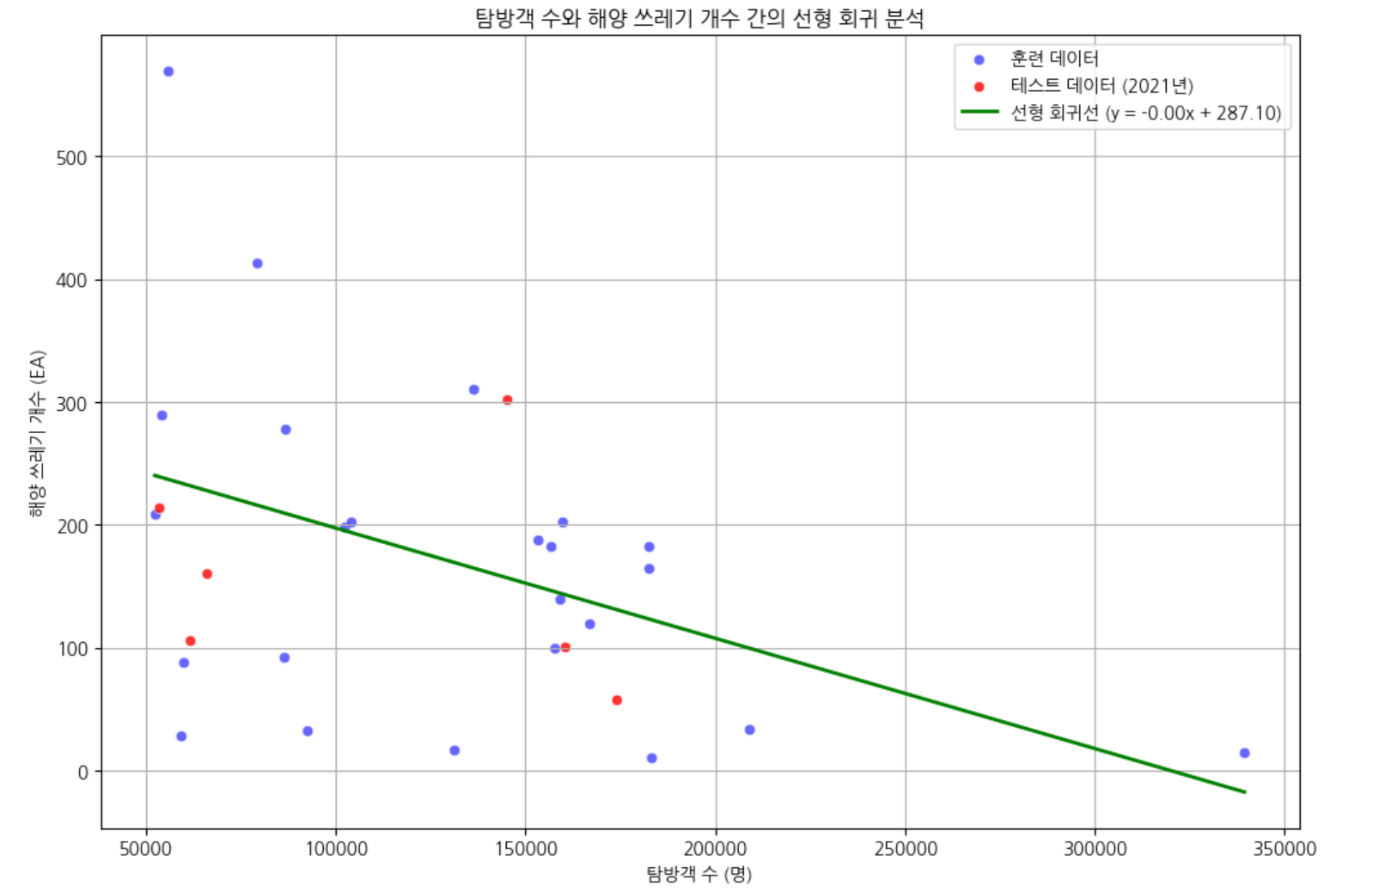 탐방객 수와 해양 쓰레기 개수 간의 선형 회귀 분석
훈련 데이터
테스트 데이터 (2021년)
선형 회귀선 (y = -0.00x + 287.10)
해양 쓰레기 개수 (EA)
500
400
300
200
100
0
50000 100000 150000 200000 250000 300000 350000
탐방객 수 (명)